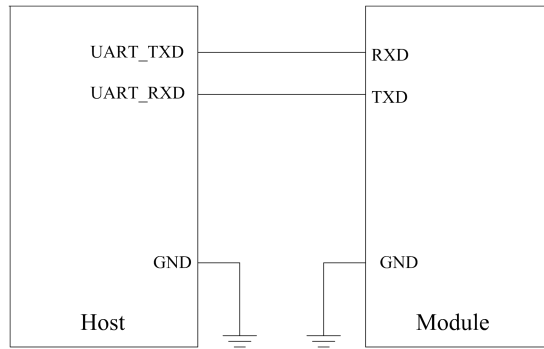 UART_TXD
RXD
UART_RXD
TXD
GND
GND
Host
Module